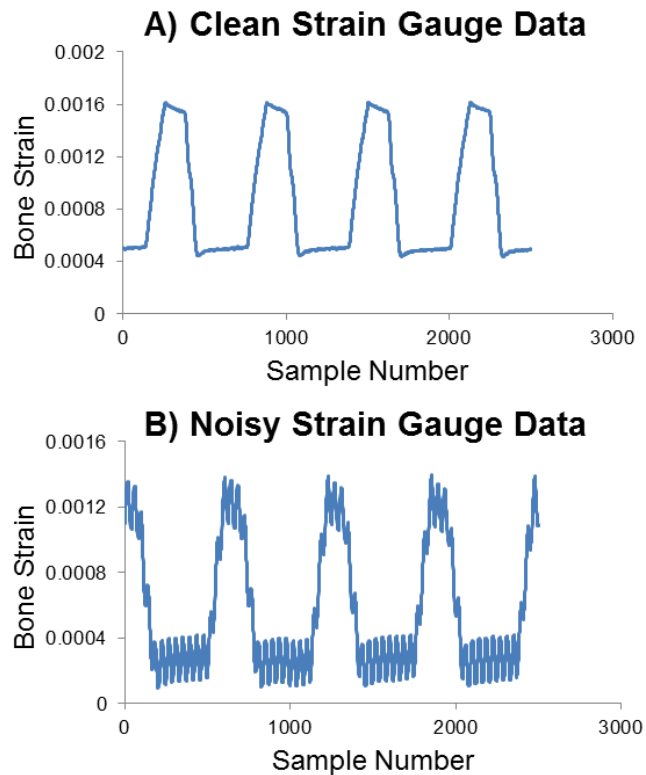 A) Clean Strain Gauge Data
0.002
0.0016
0.0012
0.0008
0.0004
0
Bone Strain
0 1000 2000 3000
Sample Number
B) Noisy Strain Gauge Data
0.0016
0.0012
0.0008
0.0004
0
Bone Strain
0 1000 2000 3000
Sample Number